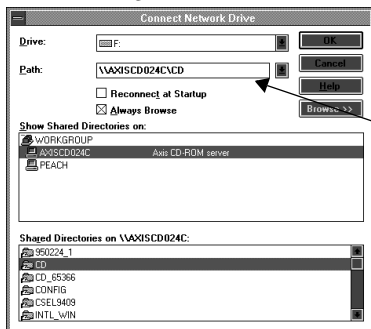 Connect Network Drive
Drive: F: OK
Path: \\AXISCD024C\CD Cancel
Help
Reconnect at Startup
Always Browse Browse >>
Show Shared Directories on:
WORKGROUP
AXISCD024C Axis CD-ROM server
PEACH
Shared Directories on \\AXISCD024C:
950224_1
CD
CD_65366
CONFIG
CSEL9409
INTL_WIN